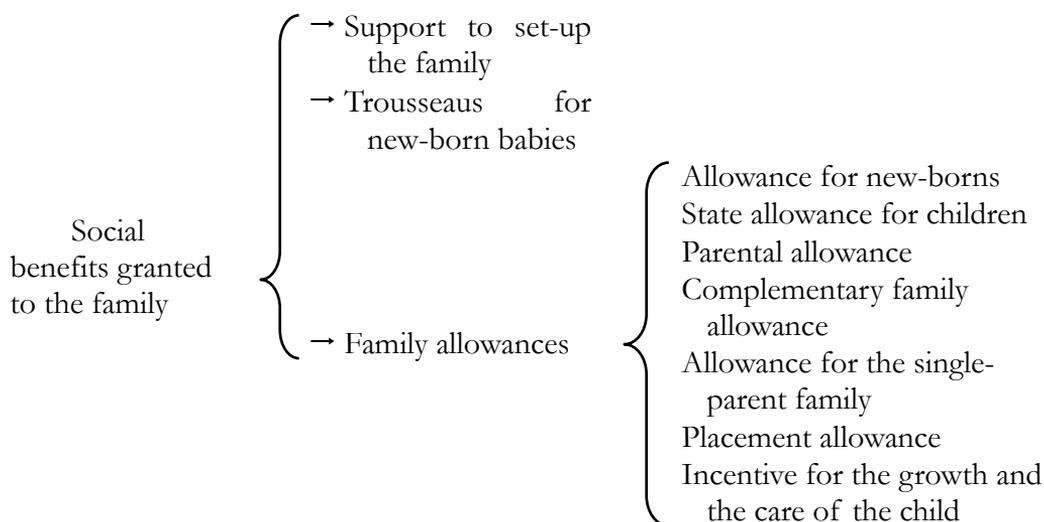 Social
benefits granted
to the family
→ Support to set-up
the family
→ Trousseaus for
new-born babies
→ Family allowances
Allowance for new-borns
State allowance for children
Parental allowance
Complementary family
allowance
Allowance for the single-
parent family
Placement allowance
Incentive for the growth and
the care of the child